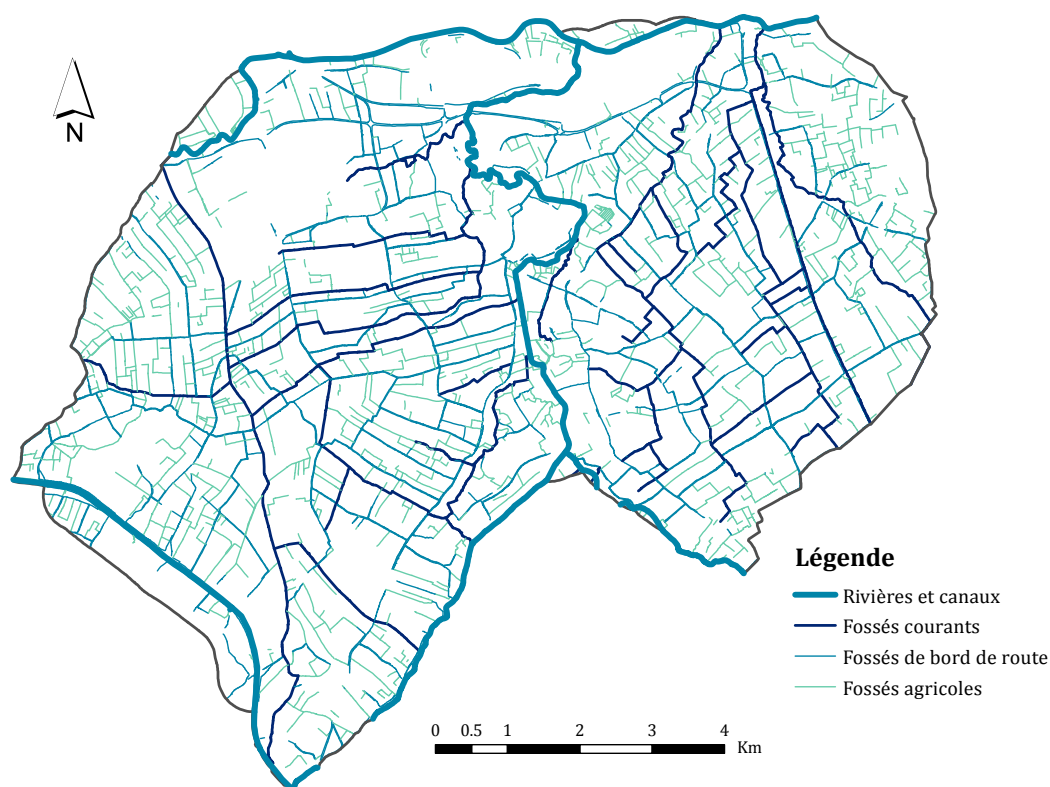 N
Légende
Rivières et canaux
Fossés courants
Fossés de bord de route
Fossés agricoles
0 0.5 1 2 3 4
Km